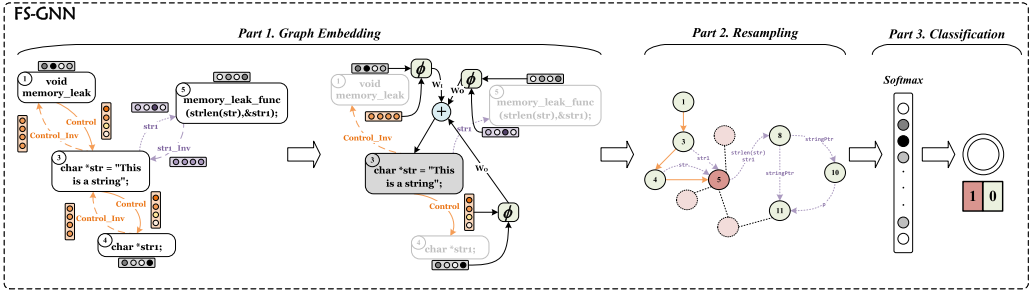 FS-GNN
Part 1. Graph Embedding
Part 2. Resampling
Part 3. Classification
1
void
memory_leak
5
memory_leak_func
(strlen(str),&str1);
Control
Control_Inv
str1
str1_Inv
3
char *str = "This
is a string";
Control
Control_Inv
4
char *str1;
1
void
memory_leak
ϕ
ϕ
W1
W0
+
5
memory_leak_func
(strlen(str),&str1);
Control_Inv
str1
3
char *str = "This
is a string";
W0
Control
ϕ
4
char *str1;
1
3
8
str
str1
strlen(str)
str1
stringPtr
4
5
stringPtr
10
11
Softmax
1 0